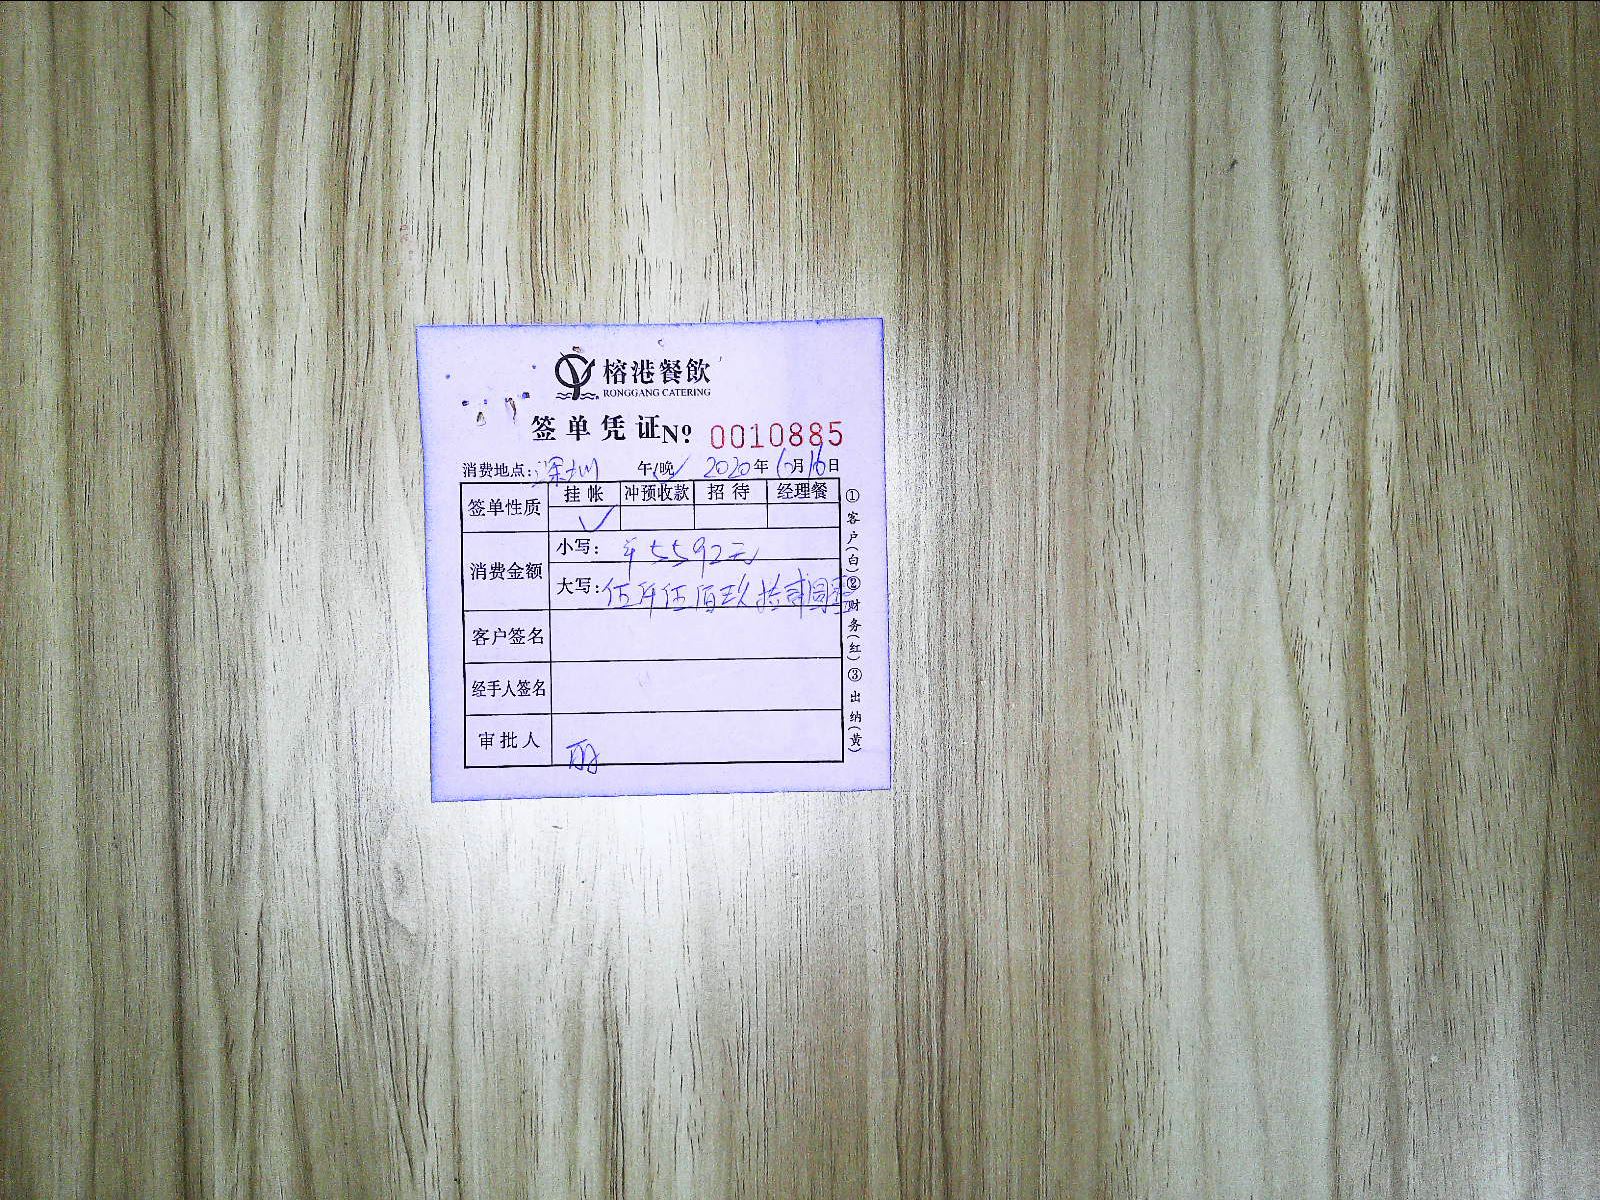 榕港餐飲
RONGGANG CATERING
签单凭证 Nº 0010885
消费地点: 深圳 午/晚✓ 2020年 6月16日
签单性质 挂帐 冲预收款 招待 经理餐
✓
消费金额 小写: ¥5592元
大写: 伍仟伍佰玖拾贰圆整
客户签名
经手人签名
审批人
①客户(白)②财务(红)③出纳(黄)